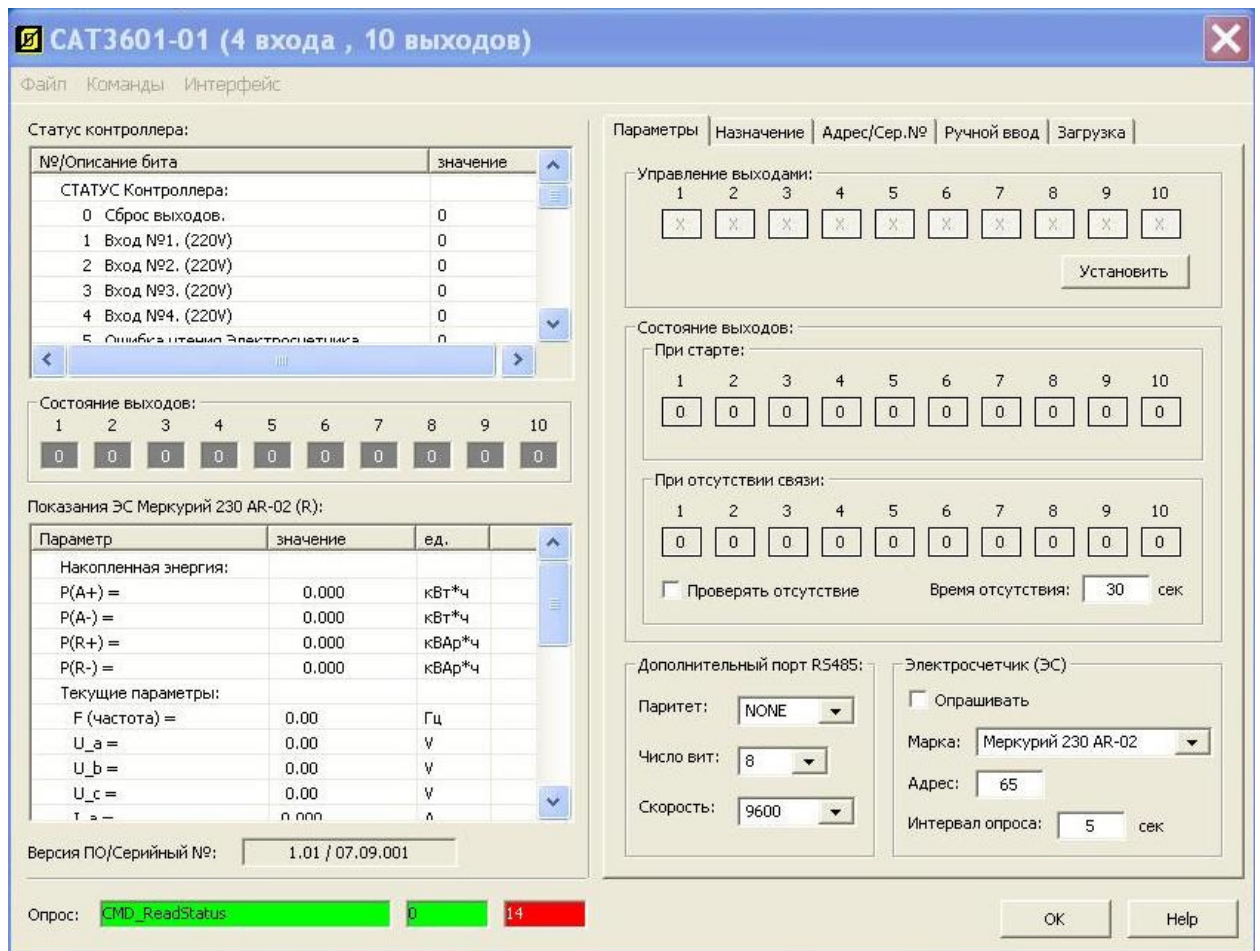 CAT3601-01 (4 входа , 10 выходов)
Файл Команды Интерфейс
Статус контроллера:
№/Описание бита значение
СТАТУС Контроллера:
0 Сброс выходов. 0
1 Вход №1. (220V) 0
2 Вход №2. (220V) 0
3 Вход №3. (220V) 0
4 Вход №4. (220V) 0
5 Ошибка чтения Электросчетчика 0
Состояние выходов:
1 2 3 4 5 6 7 8 9 10
0 0 0 0 0 0 0 0 0 0
Показания ЭС Меркурий 230 AR-02 (R):
Параметр значение ед.
Накопленная энергия:
P(A+) = 0.000 кВт*ч
P(A-) = 0.000 кВт*ч
P(R+) = 0.000 кВАр*ч
P(R-) = 0.000 кВАр*ч
Текущие параметры:
F (частота) = 0.00 Гц
U_a = 0.00 V
U_b = 0.00 V
U_c = 0.00 V
I_a = 0.000 A
Версия ПО/Серийный №: 1.01 / 07.09.001
Опрос: CMD_ReadStatus 0 14
Параметры Назначение Адрес/Сер.№ Ручной ввод Загрузка
Управление выходами:
1 2 3 4 5 6 7 8 9 10
X X X X X X X X X X
Установить
Состояние выходов:
При старте:
1 2 3 4 5 6 7 8 9 10
0 0 0 0 0 0 0 0 0 0
При отсутствии связи:
1 2 3 4 5 6 7 8 9 10
0 0 0 0 0 0 0 0 0 0
Проверять отсутствие Время отсутствия: 30 сек
Дополнительный порт RS485:
Паритет: NONE
Число вит: 8
Скорость: 9600
Электросчетчик (ЭС)
Опрашивать
Марка: Меркурий 230 AR-02
Адрес: 65
Интервал опроса: 5 сек
OK Help